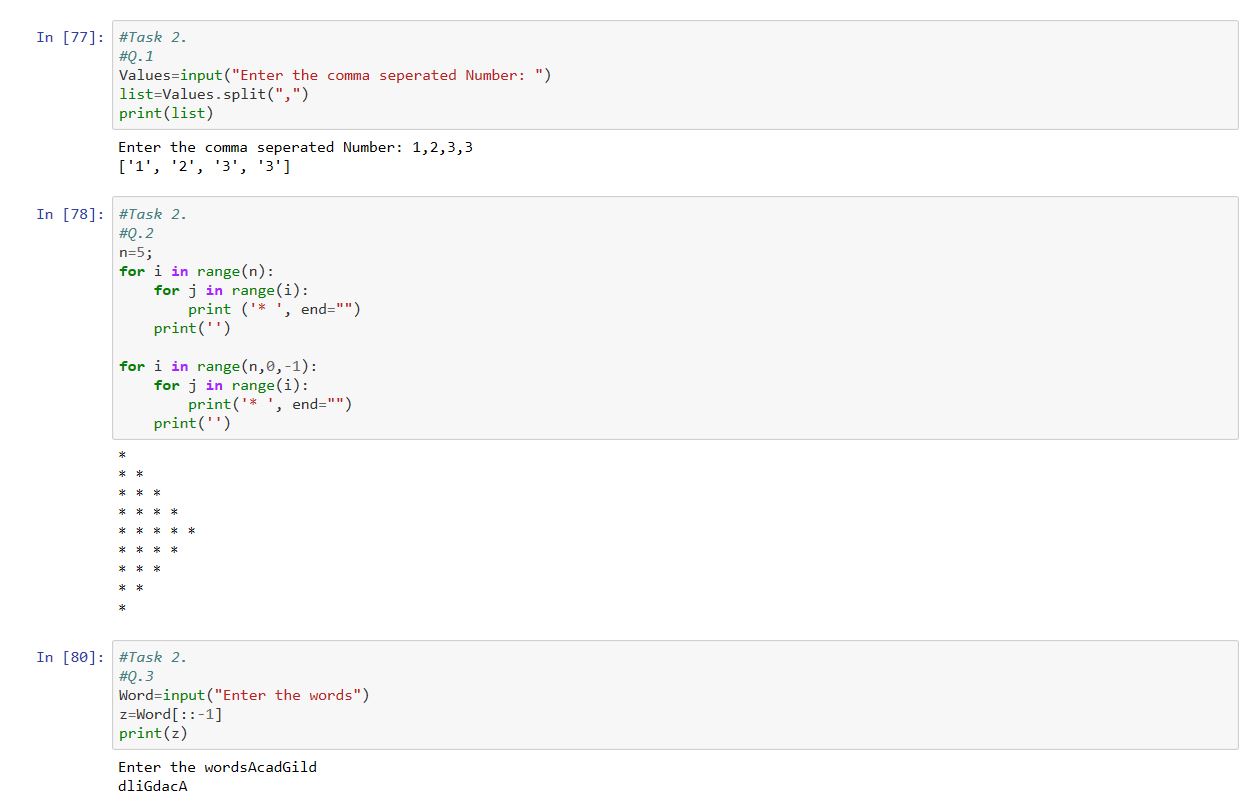 In [77]: #Task 2.
#Q.1
Values=input("Enter the comma seperated Number: ")
list=Values.split(",")
print(list)
Enter the comma seperated Number: 1,2,3,3
['1', '2', '3', '3']
In [78]: #Task 2.
#Q.2
n=5;
for i in range(n):
    for j in range(i):
        print ('* ', end="")
    print('')

for i in range(n,0,-1):
    for j in range(i):
        print('* ', end="")
    print('')
*
* *
* * *
* * * *
* * * * *
* * * *
* * *
* *
*
In [80]: #Task 2.
#Q.3
Word=input("Enter the words")
z=Word[::-1]
print(z)
Enter the wordsAcadGild
dliGdacA